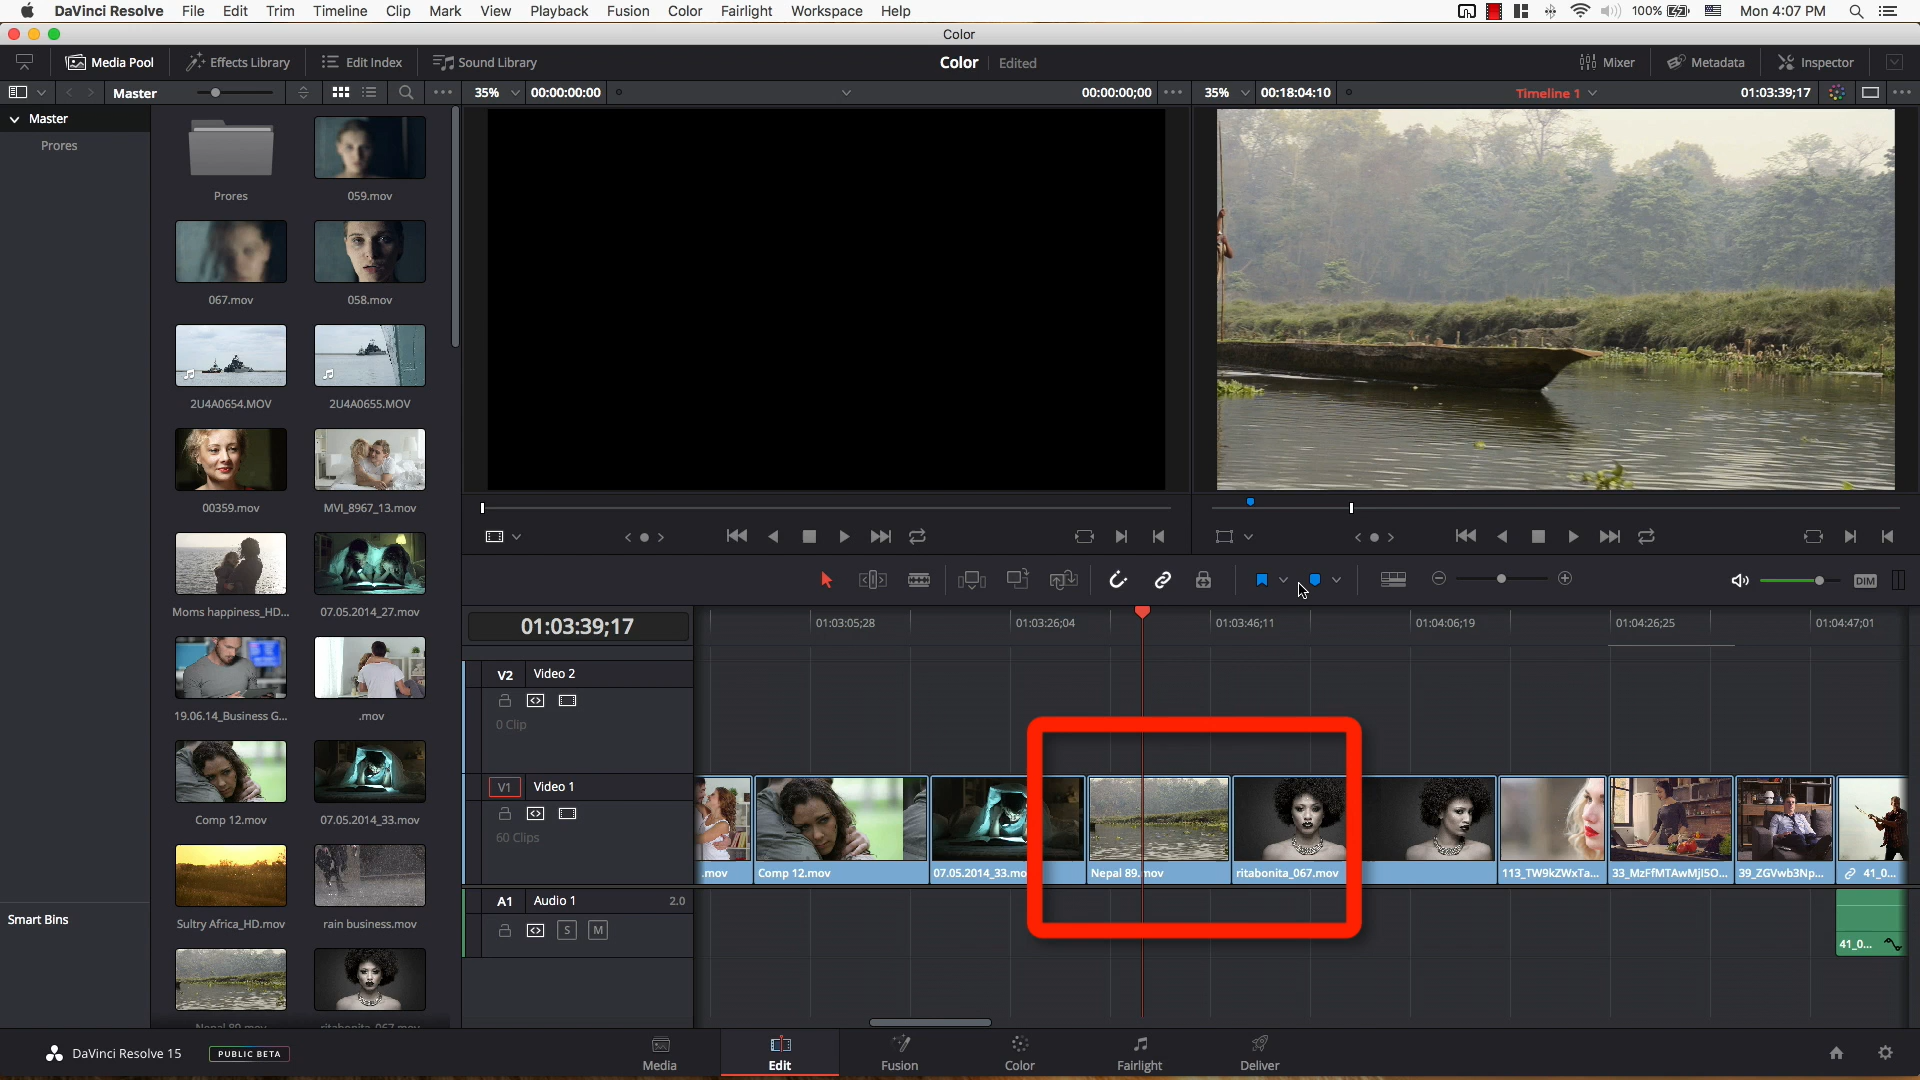 DaVinci Resolve File Edit Trim Timeline Clip Mark View Playback Fusion Color Fairlight Workspace Help 100% Mon 4:07 PM
Color
Media Pool Effects Library Edit Index Sound Library Color Edited Mixer Metadata Inspector
Master 35% 00:00:00:00 00:00:00;00 35% 00:18:04:10 Timeline 1 01:03:39;17
Master
Prores
Prores 059.mov
067.mov 058.mov
2U4A0654.MOV 2U4A0655.MOV
00359.mov MVI_8967_13.mov
Moms happiness_HD... 07.05.2014_27.mov
19.06.14_Business G... .mov
Comp 12.mov 07.05.2014_33.mov
Sultry Africa_HD.mov rain business.mov
Nepal 89.mov ritabonita_067.mov
Smart Bins
DIM
01:03:39;17
01:03:05;28 01:03:26;04 01:03:46;11 01:04:06;19 01:04:26;25 01:04:47;01
V2 Video 2
0 Clip
V1 Video 1
60 Clips
.mov Comp 12.mov 07.05.2014_33.mo Nepal 89.mov ritabonita_067.mov 113_TW9kZWxTa... 33_MzFfMTAwMjI5O... 39_ZGVwb3Np... 41_0...
A1 Audio 1 2.0
S M
41_0...
DaVinci Resolve 15 PUBLIC BETA
Media Edit Fusion Color Fairlight Deliver